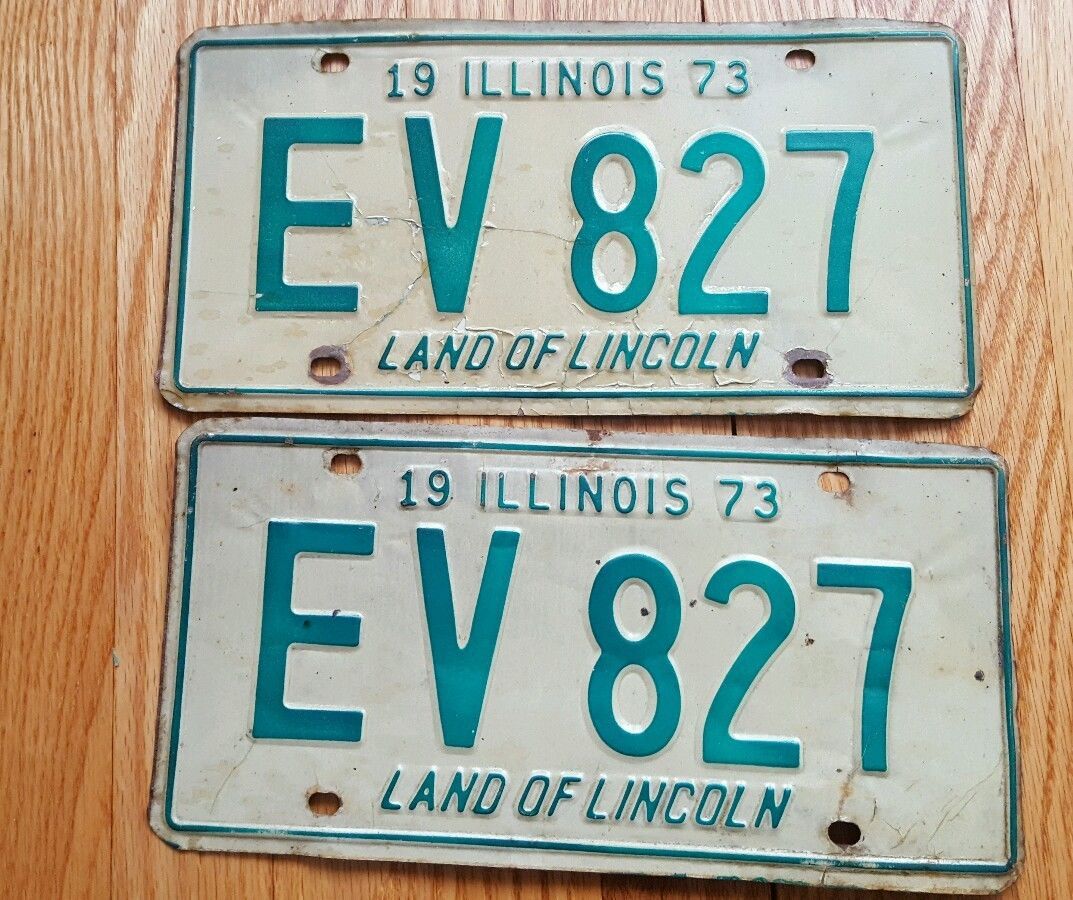 19 ILLINOIS 73
EV 827
LAND OF LINCOLN
19 ILLINOIS 73
EV 827
LAND OF LINCOLN